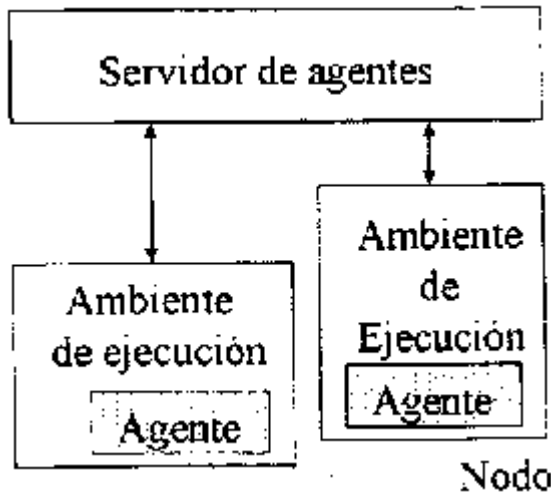 Servidor de agentes
Ambiente
de ejecución
Agente
Ambiente
de
Ejecución
Agente
Nodo